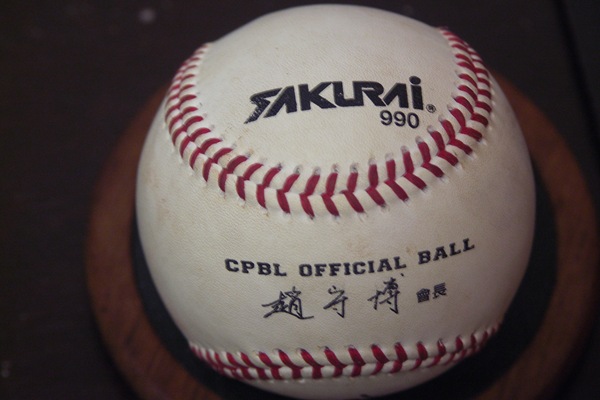 SAKURAI®
990
CPBL OFFICIAL BALL
趙守博 會長